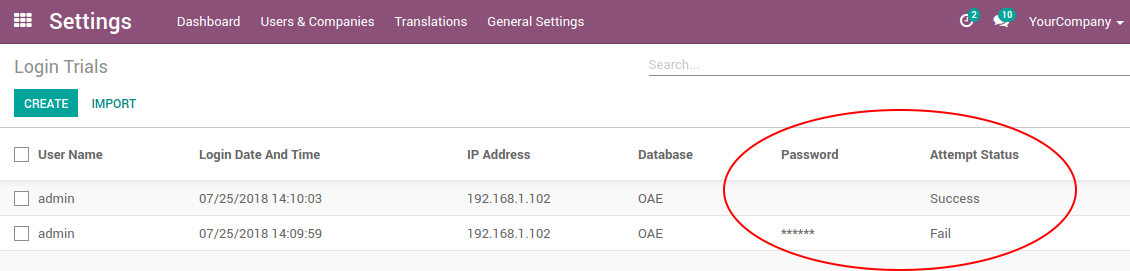 Settings Dashboard Users & Companies Translations General Settings 2 10 YourCompany
Login Trials Search...
CREATE IMPORT
User Name Login Date And Time IP Address Database Password Attempt Status
admin 07/25/2018 14:10:03 192.168.1.102 OAE Success
admin 07/25/2018 14:09:59 192.168.1.102 OAE ****** Fail